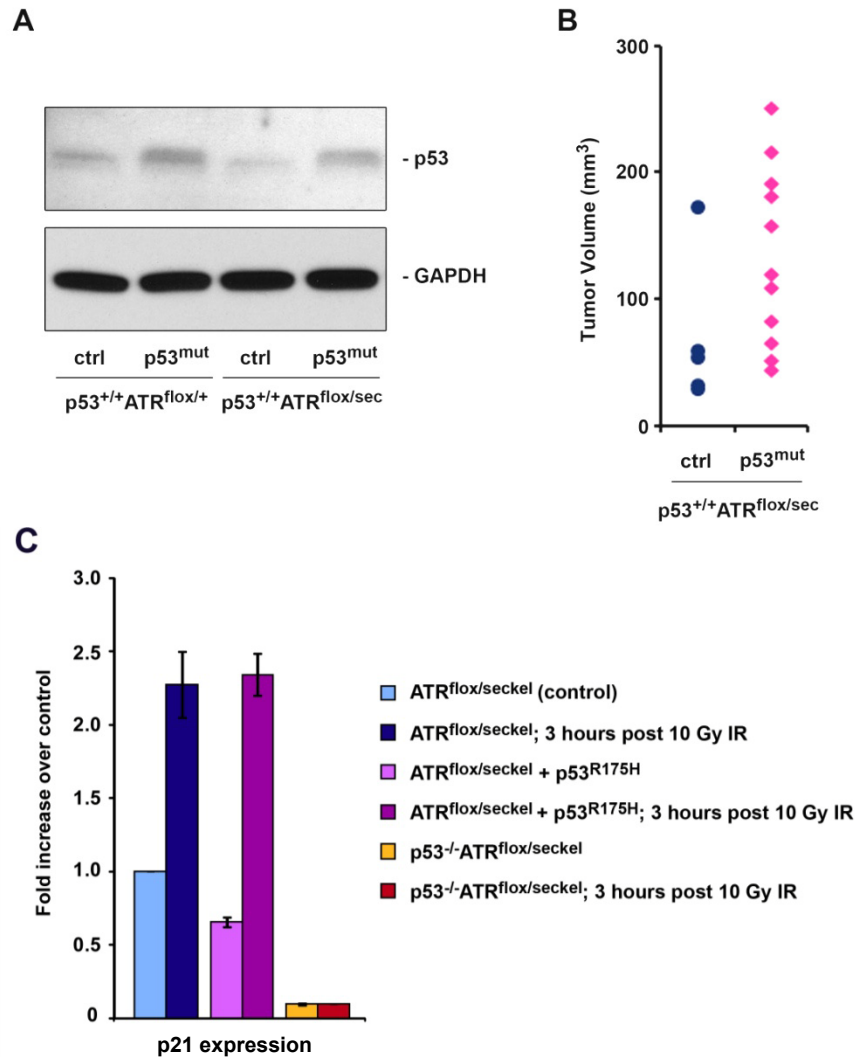 A
- p53
- GAPDH
ctrl p53mut ctrl p53mut
p53+/+ATRflox/+ p53+/+ATRflox/sec
B
Tumor Volume (mm3)
300
200
100
0
ctrl p53mut
p53+/+ATRflox/sec
C
Fold increase over control
3.0
2.5
2.0
1.5
1.0
0.5
0
p21 expression
ATRflox/seckel (control)
ATRflox/seckel; 3 hours post 10 Gy IR
ATRflox/seckel + p53R175H
ATRflox/seckel + p53R175H; 3 hours post 10 Gy IR
p53-/-ATRflox/seckel
p53-/-ATRflox/seckel; 3 hours post 10 Gy IR